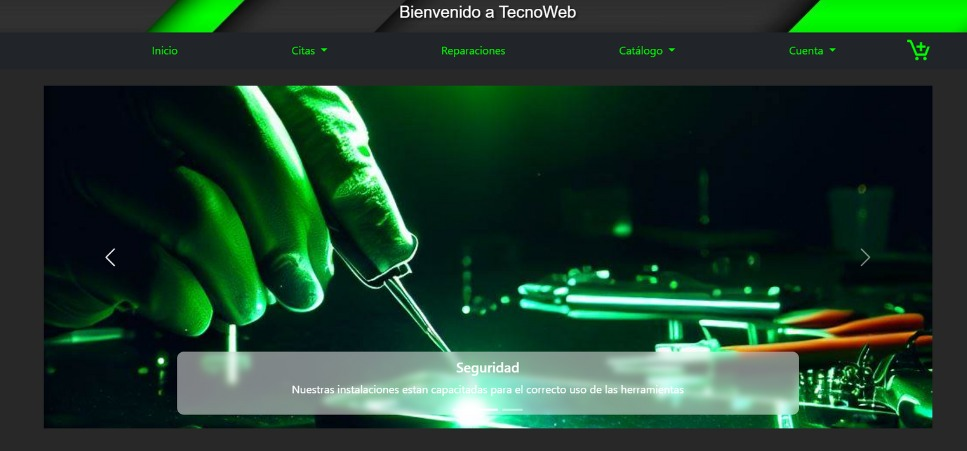 Bienvenido a TecnoWeb
Inicio Citas Reparaciones Catálogo Cuenta
Seguridad
Nuestras instalaciones estan capacitadas para el correcto uso de las herramientas